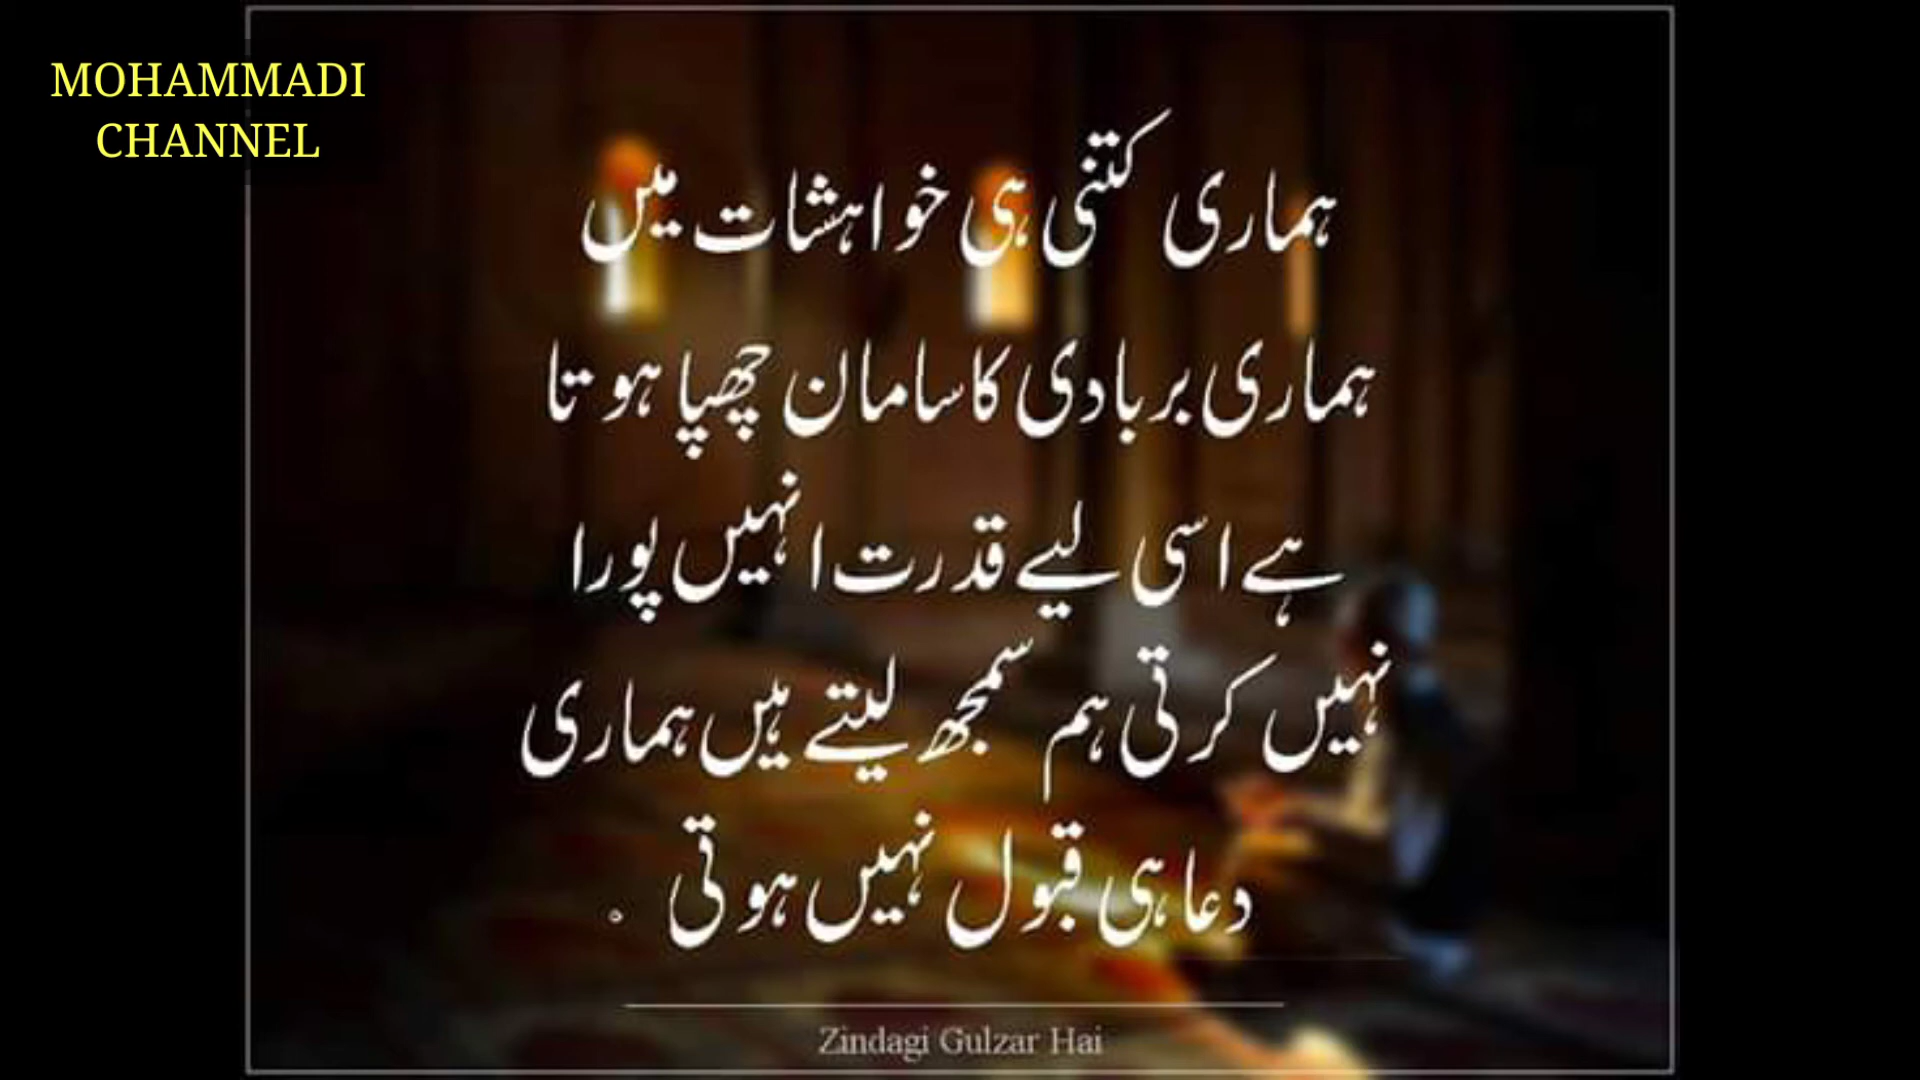 MOHAMMADI
CHANNEL
ہماری کتنی ہی خواہشات میں
ہماری بربادی کا سامان چھپا ہوتا
ہے اسی لیے قدرت انہیں پورا
نہیں کرتی ہم سمجھ لیتے ہیں ہماری
دعا ہی قبول نہیں ہوتی ۔
Zindagi Gulzar Hai